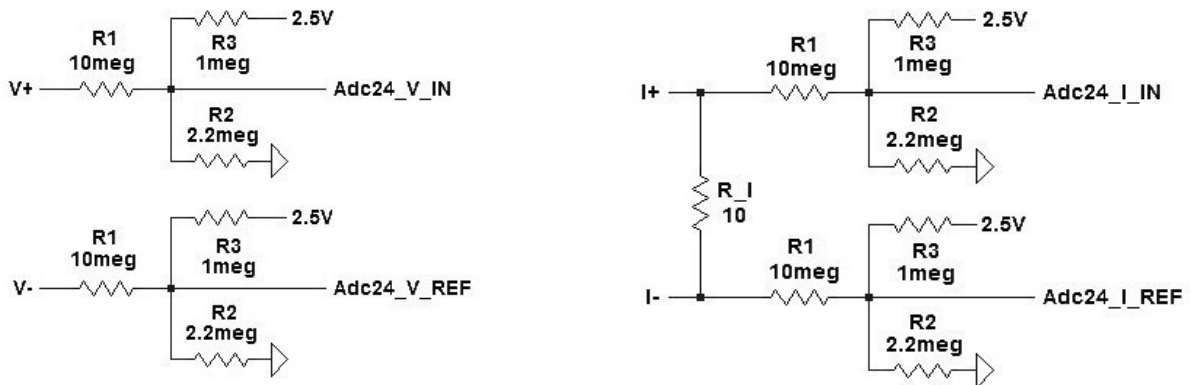 2.5V
R1
10meg
R3
1meg
V+
Adc24_V_IN
R2
2.2meg
2.5V
R1
10meg
R3
1meg
V-
Adc24_V_REF
R2
2.2meg
2.5V
R1
10meg
R3
1meg
I+
Adc24_I_IN
R2
2.2meg
R_I
10
2.5V
R1
10meg
R3
1meg
I-
Adc24_I_REF
R2
2.2meg